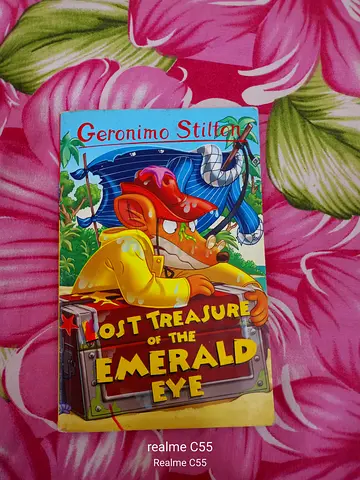 Geronimo Stilton
LOST TREASURE
OF THE
EMERALD
EYE
realme C55
Realme C55